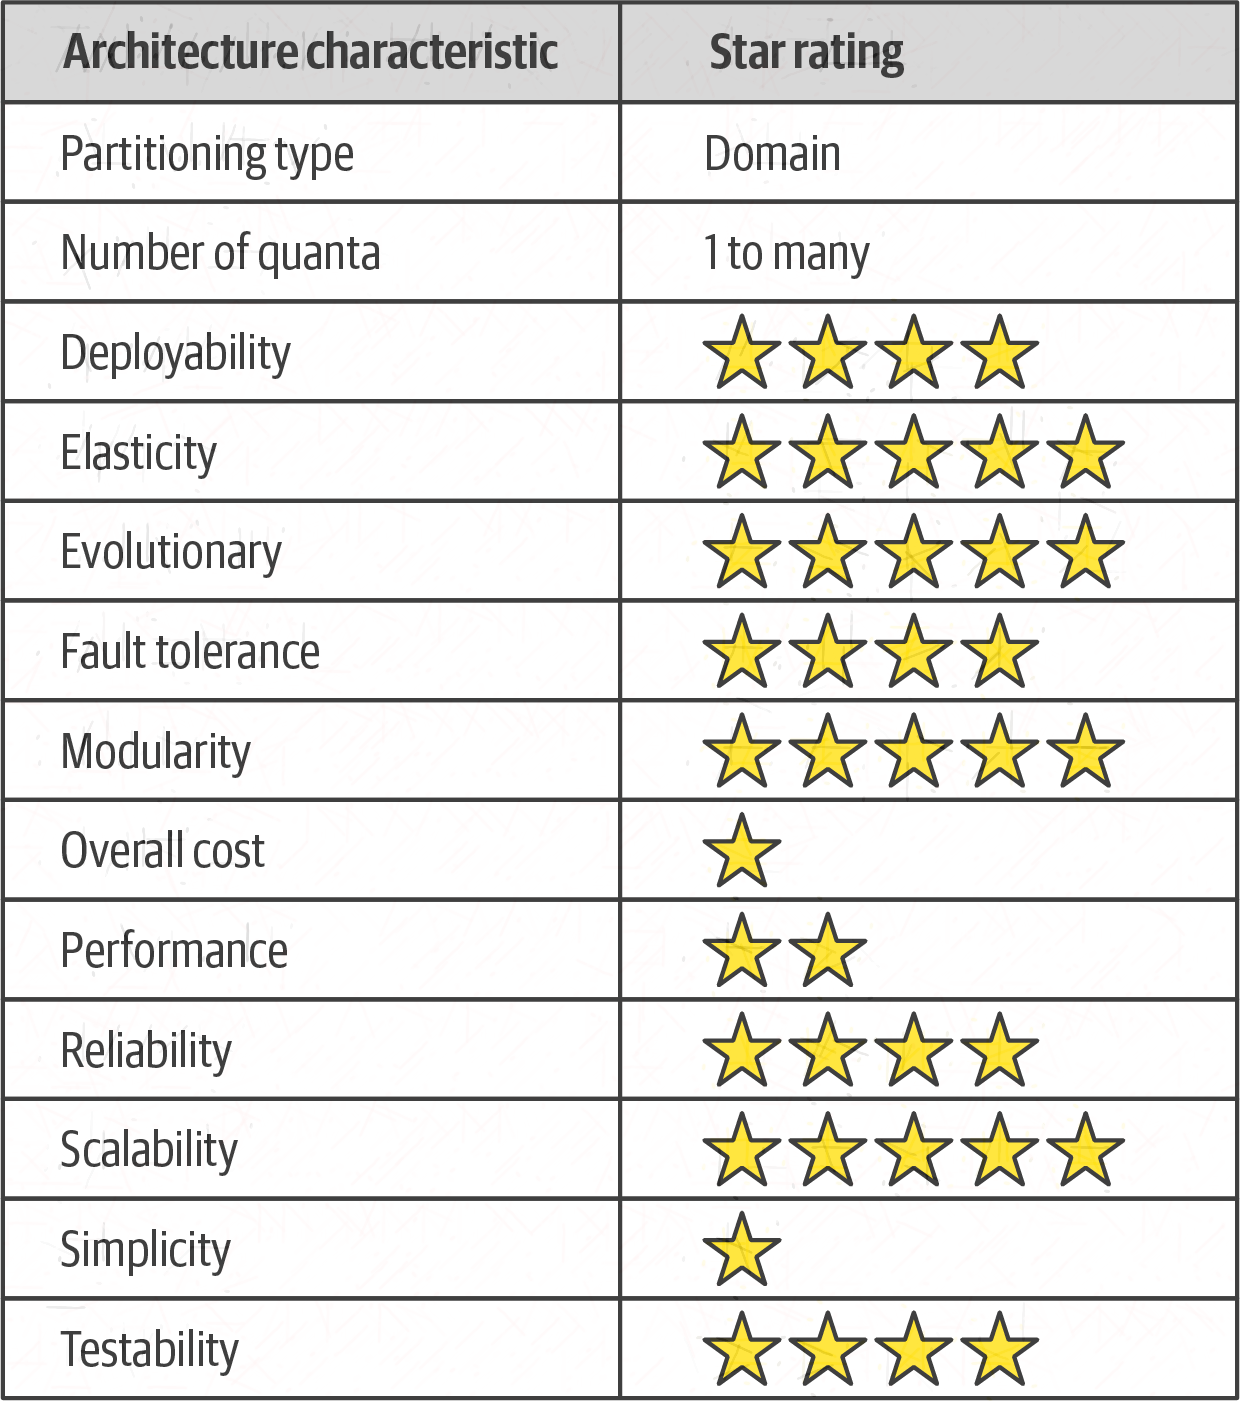 Architecture characteristic Star rating
Partitioning type Domain
Number of quanta 1 to many
Deployability
Elasticity
Evolutionary
Fault tolerance
Modularity
Overall cost
Performance
Reliability
Scalability
Simplicity
Testability